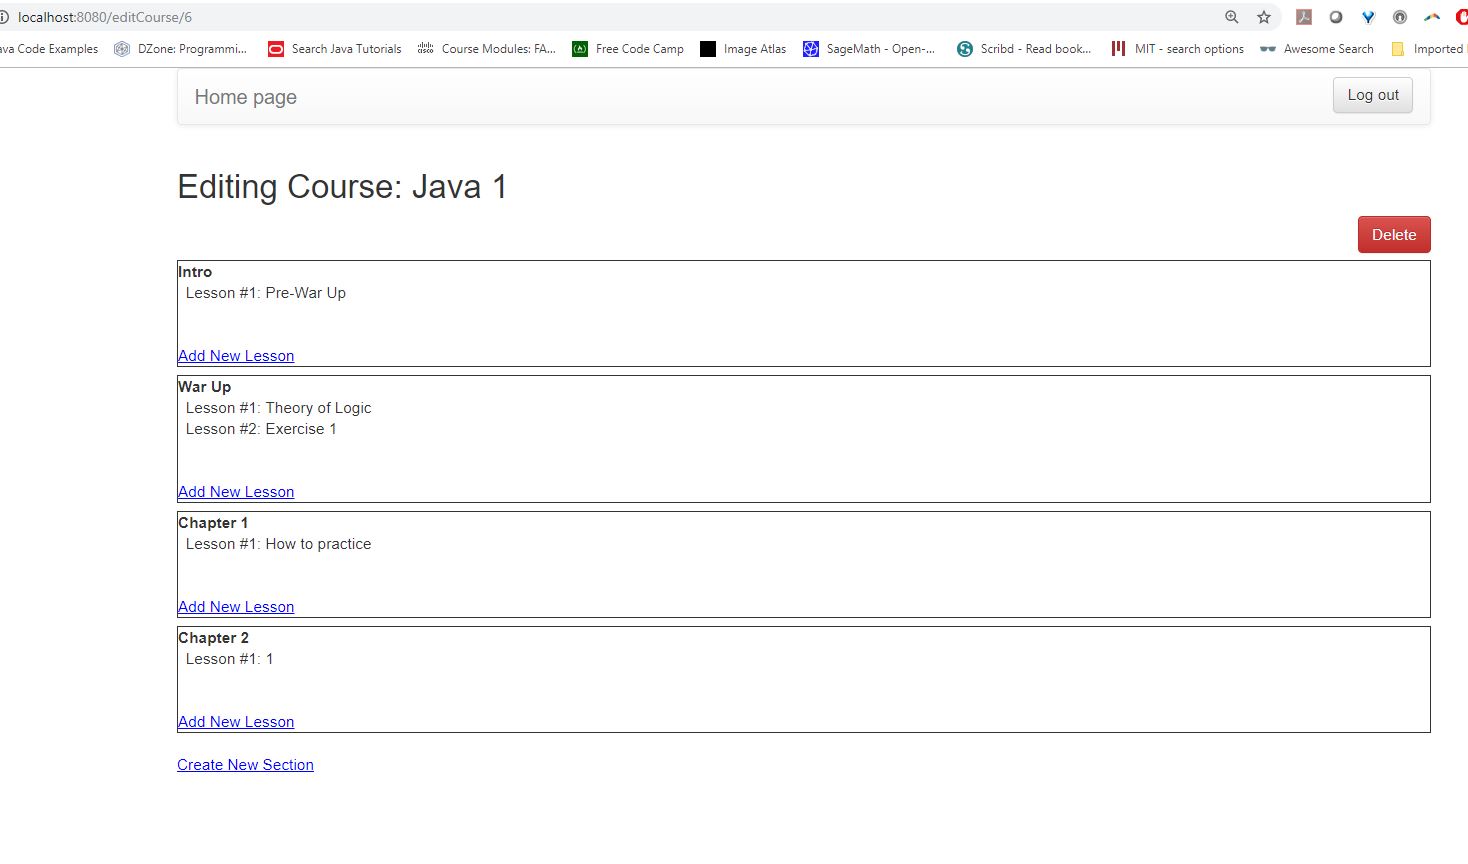 localhost:8080/editCourse/6
ava Code Examples DZone: Programmi... Search Java Tutorials Course Modules: FA... Free Code Camp Image Atlas SageMath - Open-... Scribd - Read book... MIT - search options Awesome Search Imported
Home page Log out
Editing Course: Java 1
Delete
Intro
Lesson #1: Pre-War Up
Add New Lesson
War Up
Lesson #1: Theory of Logic
Lesson #2: Exercise 1
Add New Lesson
Chapter 1
Lesson #1: How to practice
Add New Lesson
Chapter 2
Lesson #1: 1
Add New Lesson
Create New Section